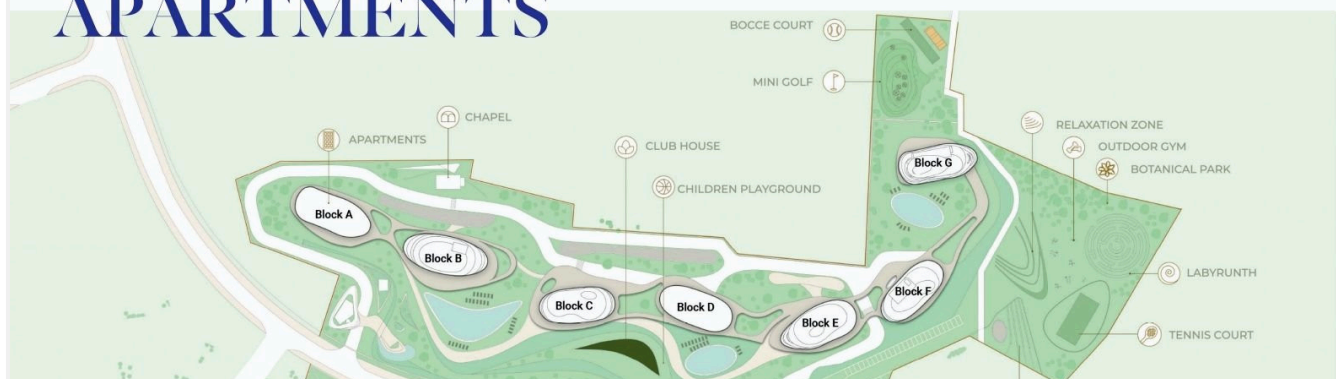 APARTMENTS
BOCCE COURT
MINI GOLF
CHAPEL
APARTMENTS
CLUB HOUSE
CHILDREN PLAYGROUND
RELAXATION ZONE
OUTDOOR GYM
BOTANICAL PARK
Block G
Block A
Block B
Block C
Block D
Block E
Block F
LABYRUNTH
TENNIS COURT